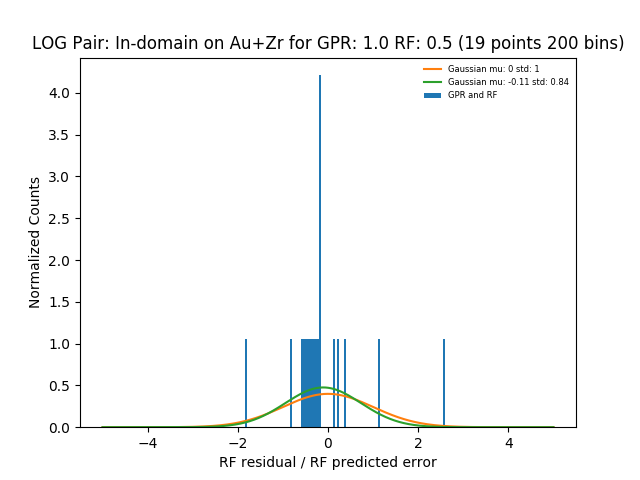 LOG Pair: In-domain on Au+Zr for GPR: 1.0 RF: 0.5 (19 points 200 bins)
Gaussian mu: 0 std: 1
Gaussian mu: -0.11 std: 0.84
GPR and RF
4.0
3.5
3.0
2.5
2.0
1.5
1.0
0.5
0.0
Normalized Counts
−4
−2
0
2
4
RF residual / RF predicted error